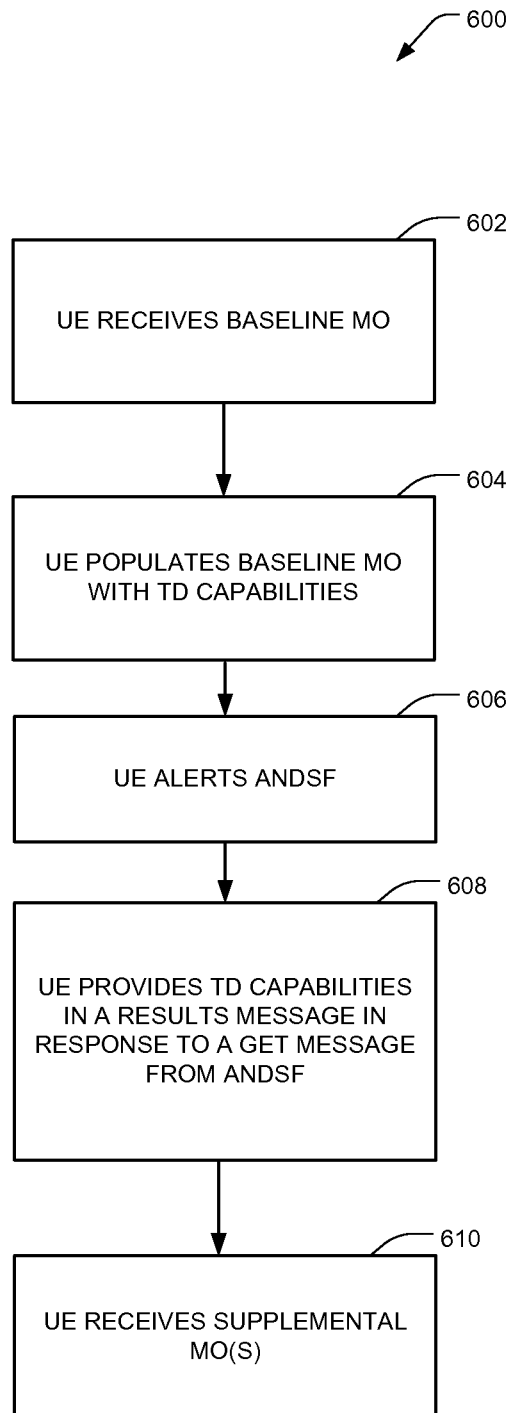 600
602
UE RECEIVES BASELINE MO
604
UE POPULATES BASELINE MO
WITH TD CAPABILITIES
606
UE ALERTS ANDSF
608
UE PROVIDES TD CAPABILITIES
IN A RESULTS MESSAGE IN
RESPONSE TO A GET MESSAGE
FROM ANDSF
610
UE RECEIVES SUPPLEMENTAL
MO(S)